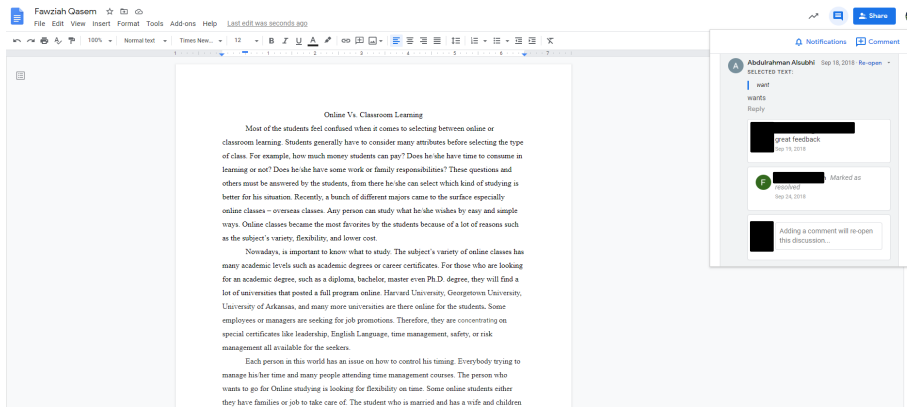 Fawziah Qasem
File Edit View Insert Format Tools Add-ons Help Last edit was seconds ago
Share
100% Normal text Times New... 12 B I U A
Notifications Comment
A Abdulrahman Alsubhi Sep 18, 2018 · Re-open
SELECTED TEXT:
want
wants
Reply
great feedback
Sep 19, 2018
F Marked as
resolved
Sep 24, 2018
Adding a comment will re-open
this discussion...
Online Vs. Classroom Learning
Most of the students feel confused when it comes to selecting between online or
classroom learning. Students generally have to consider many attributes before selecting the type
of class. For example, how much money students can pay? Does he/she have time to consume in
learning or not? Does he/she have some work or family responsibilities? These questions and
others must be answered by the students, from there he/she can select which kind of studying is
better for his situation. Recently, a bunch of different majors came to the surface especially
online classes – overseas classes. Any person can study what he/she wishes by easy and simple
ways. Online classes became the most favorites by the students because of a lot of reasons such
as the subject's variety, flexibility, and lower cost.
Nowadays, is important to know what to study. The subject's variety of online classes has
many academic levels such as academic degrees or career certificates. For those who are looking
for an academic degree, such as a diploma, bachelor, master even Ph.D. degree, they will find a
lot of universities that posted a full program online. Harvard University, Georgetown University,
University of Arkansas, and many more universities are there online for the students. Some
employees or managers are seeking for job promotions. Therefore, they are concentrating on
special certificates like leadership, English Language, time management, safety, or risk
management all available for the seekers.
Each person in this world has an issue on how to control his timing. Everybody trying to
manage his/her time and many people attending time management courses. The person who
wants to go for Online studying is looking for flexibility on time. Some online students either
they have families or job to take care of. The student who is married and has a wife and children